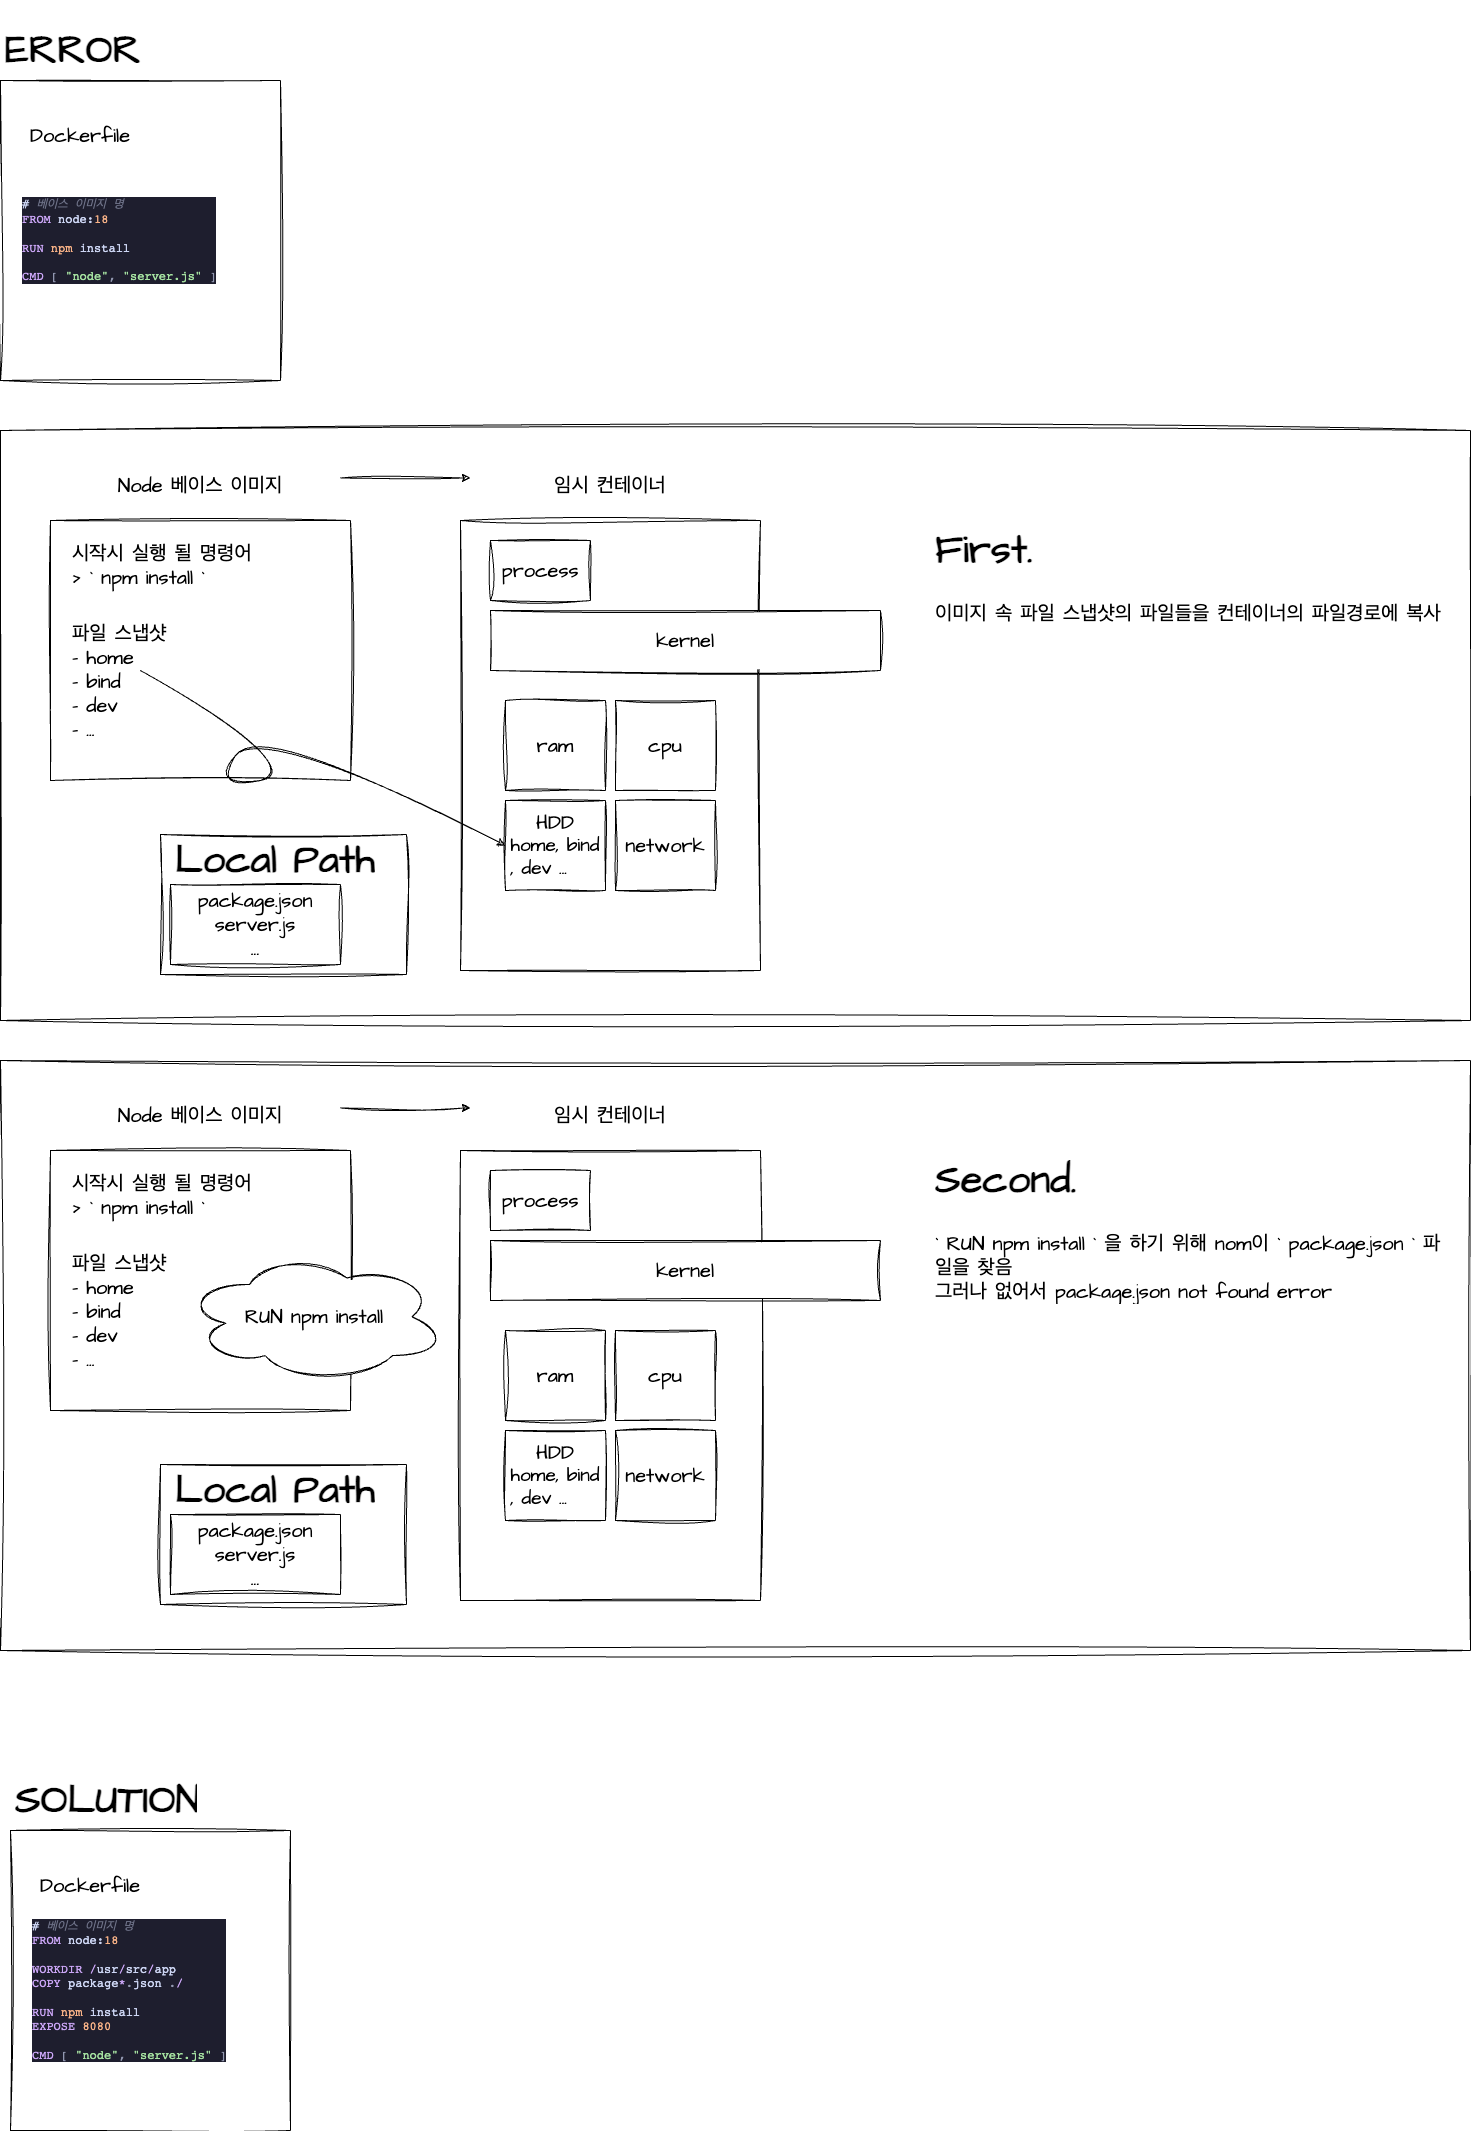 ERROR
Dockerfile
# 베이스 이미지 명
FROM node:18
RUN npm install
CMD [ "node", "server.js" ]
Node 베이스 이미지
임시 컨테이너
시작시 실행 될 명령어
> ` npm install `
파일 스냅샷
- home
- bind
- dev
- ...
process
kernel
ram
cpu
HDD
home, bind
, dev ...
network
Local Path
package.json
server.js
...
First.
이미지 속 파일 스냅샷의 파일들을 컨테이너의 파일경로에 복사
Node 베이스 이미지
임시 컨테이너
시작시 실행 될 명령어
> ` npm install `
파일 스냅샷
- home
- bind
- dev
- ...
RUN npm install
process
kernel
ram
cpu
HDD
home, bind
, dev ...
network
Local Path
package.json
server.js
...
Second.
` RUN npm install ` 을 하기 위해 nom이 ` package.json ` 파
일을 찾음
그러나 없어서 package.json not found error
SOLUTION
Dockerfile
# 베이스 이미지 명
FROM node:18
WORKDIR /usr/src/app
COPY package*.json ./
RUN npm install
EXPOSE 8080
CMD [ "node", "server.js" ]